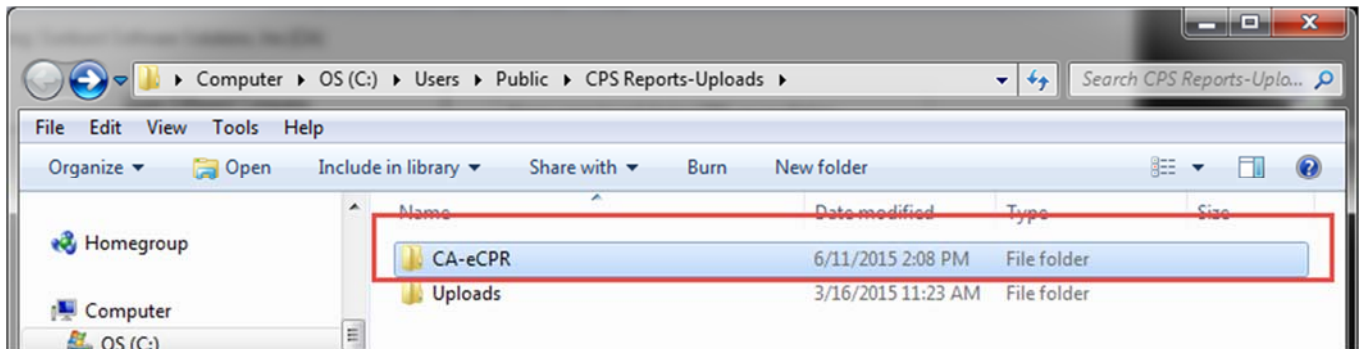 Computer ▸ OS (C:) ▸ Users ▸ Public ▸ CPS Reports-Uploads ▸ Search CPS Reports-Uplo...
File Edit View Tools Help
Organize Open Include in library Share with Burn New folder
Name Date modified Type Size
Homegroup
CA-eCPR 6/11/2015 2:08 PM File folder
Uploads 3/16/2015 11:23 AM File folder
Computer
OS (C:)